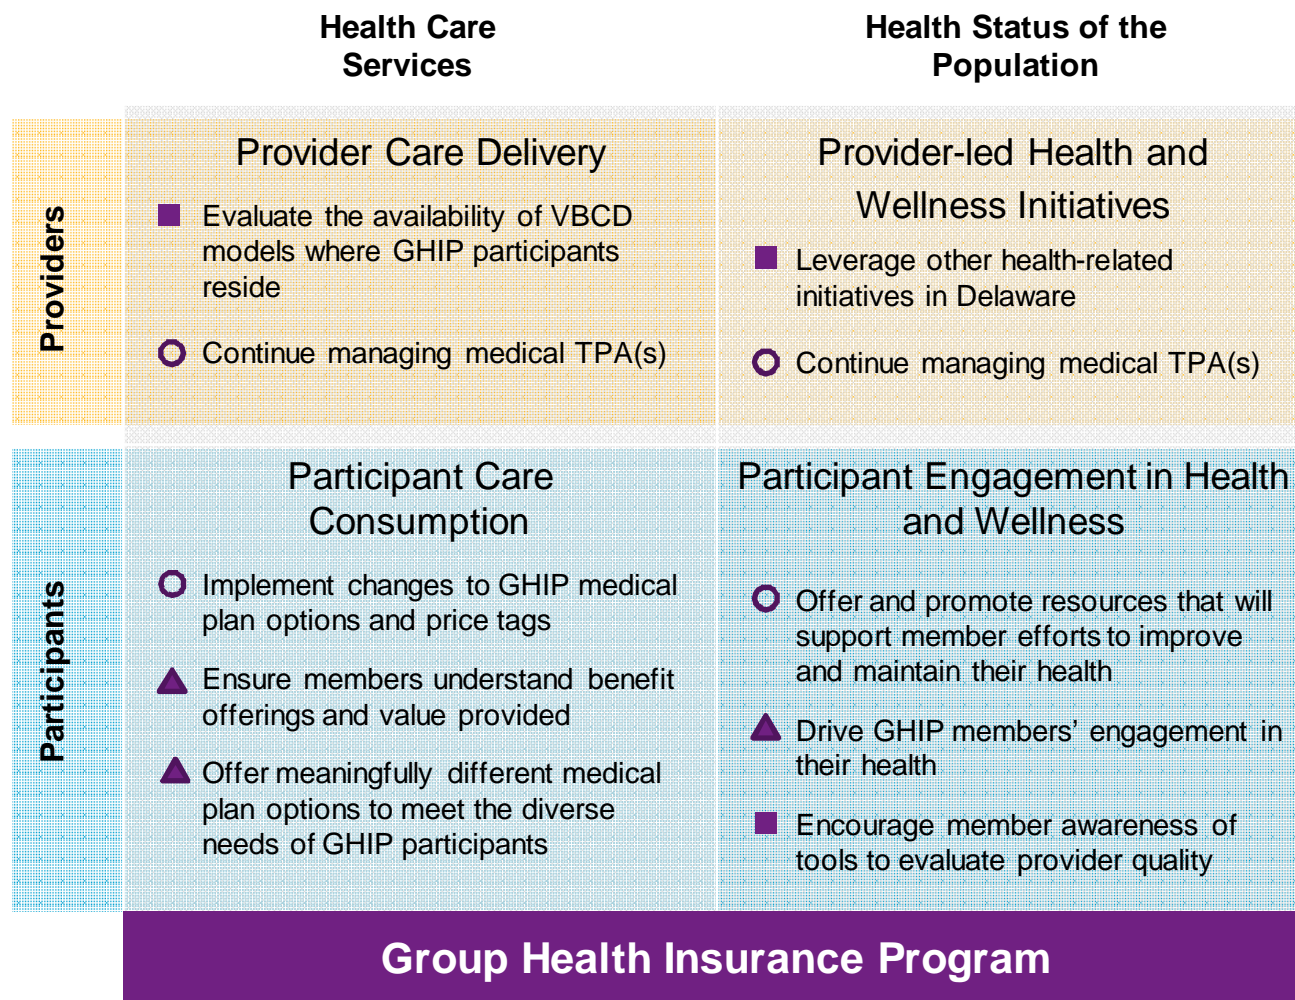 Health Care
Services
Health Status of the
Population
Providers
Provider Care Delivery
Evaluate the availability of VBCD
models where GHIP participants
reside
Continue managing medical TPA(s)
Provider-led Health and
Wellness Initiatives
Leverage other health-related
initiatives in Delaware
Continue managing medical TPA(s)
Participants
Participant Care
Consumption
Implement changes to GHIP medical
plan options and price tags
Ensure members understand benefit
offerings and value provided
Offer meaningfully different medical
plan options to meet the diverse
needs of GHIP participants
Participant Engagement in Health
and Wellness
Offer and promote resources that will
support member efforts to improve
and maintain their health
Drive GHIP members’ engagement in
their health
Encourage member awareness of
tools to evaluate provider quality
Group Health Insurance Program